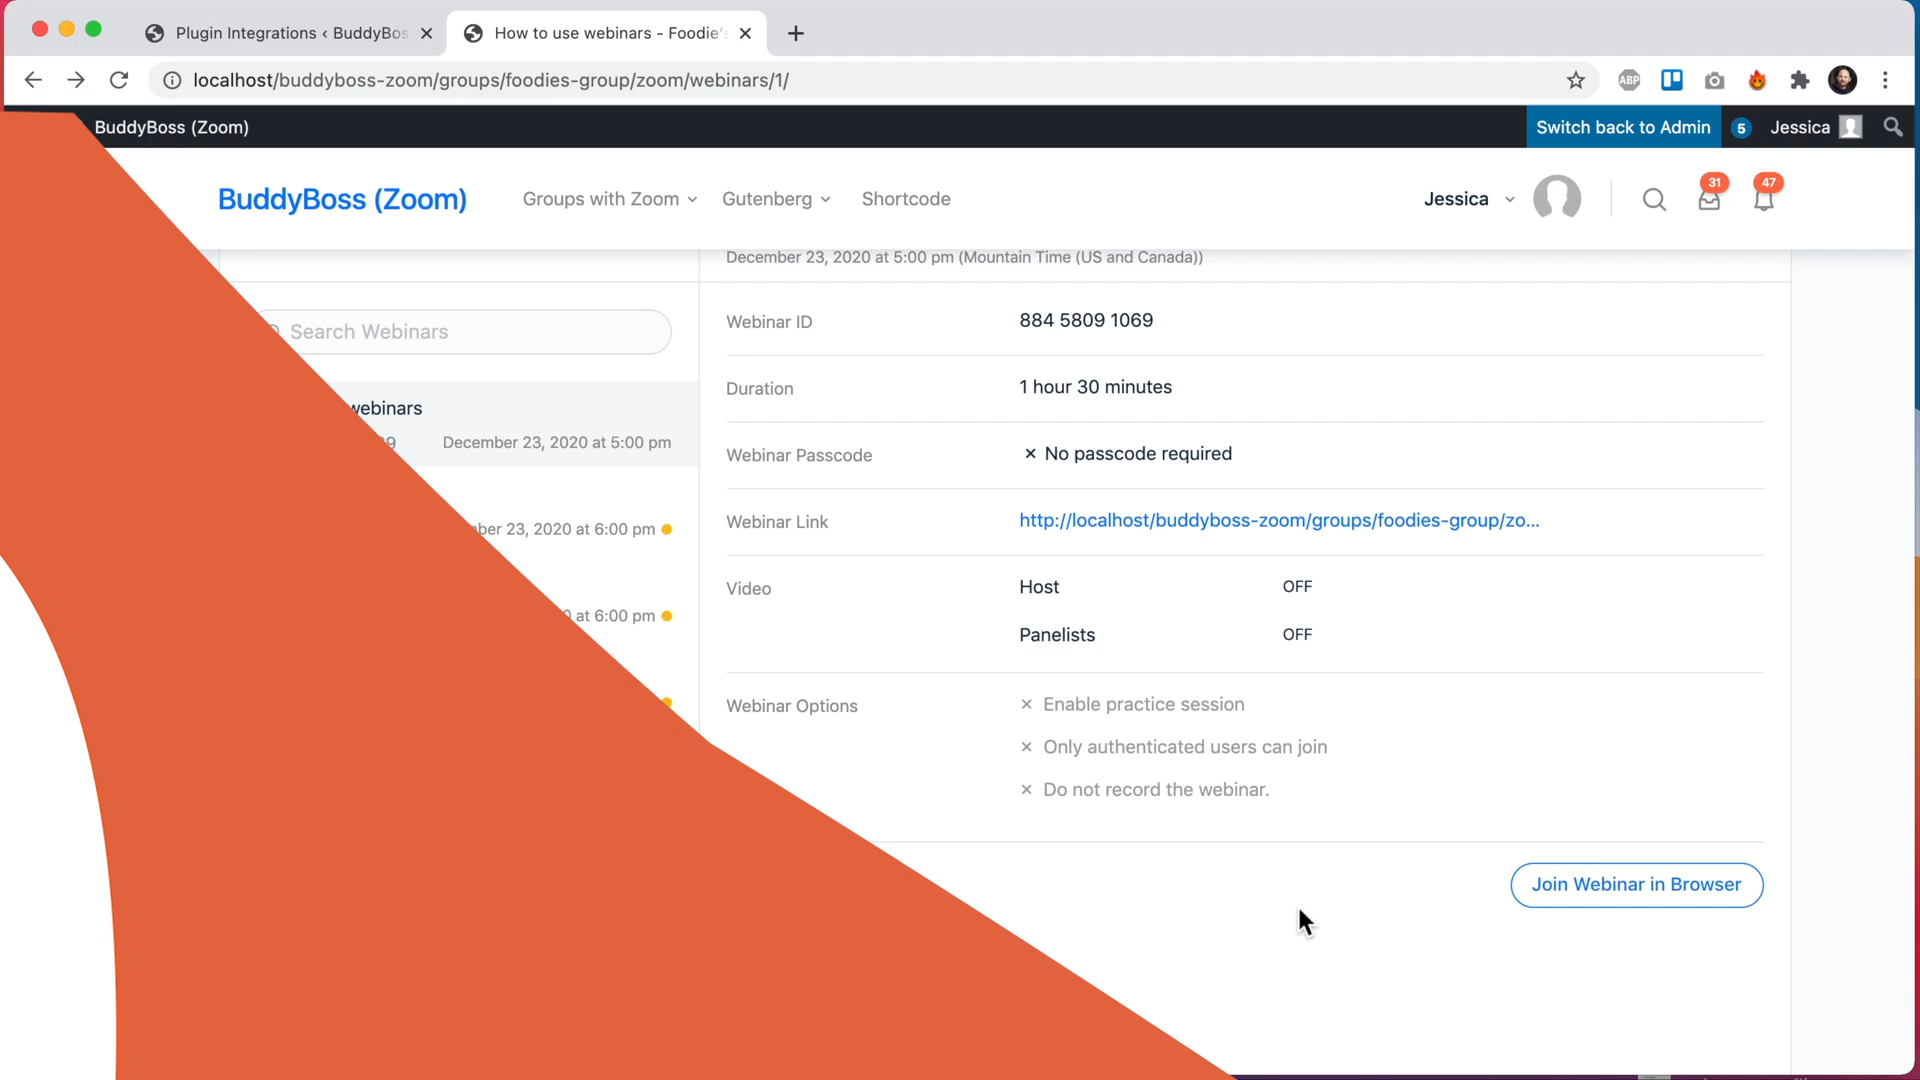 Plugin Integrations ‹ BuddyBos
How to use webinars - Foodie's
localhost/buddyboss-zoom/groups/foodies-group/zoom/webinars/1/
ABP
BuddyBoss (Zoom)
Switch back to Admin
5
Jessica
BuddyBoss (Zoom)
Groups with Zoom
Gutenberg
Shortcode
Jessica
31
47
December 23, 2020 at 5:00 pm (Mountain Time (US and Canada))
Search Webinars
webinars
December 23, 2020 at 5:00 pm
23, 2020 at 6:00 pm
at 6:00 pm
Webinar ID
884 5809 1069
Duration
1 hour 30 minutes
Webinar Passcode
× No passcode required
Webinar Link
http://localhost/buddyboss-zoom/groups/foodies-group/zo...
Video
Host
OFF
Panelists
OFF
Webinar Options
× Enable practice session
× Only authenticated users can join
× Do not record the webinar.
Join Webinar in Browser